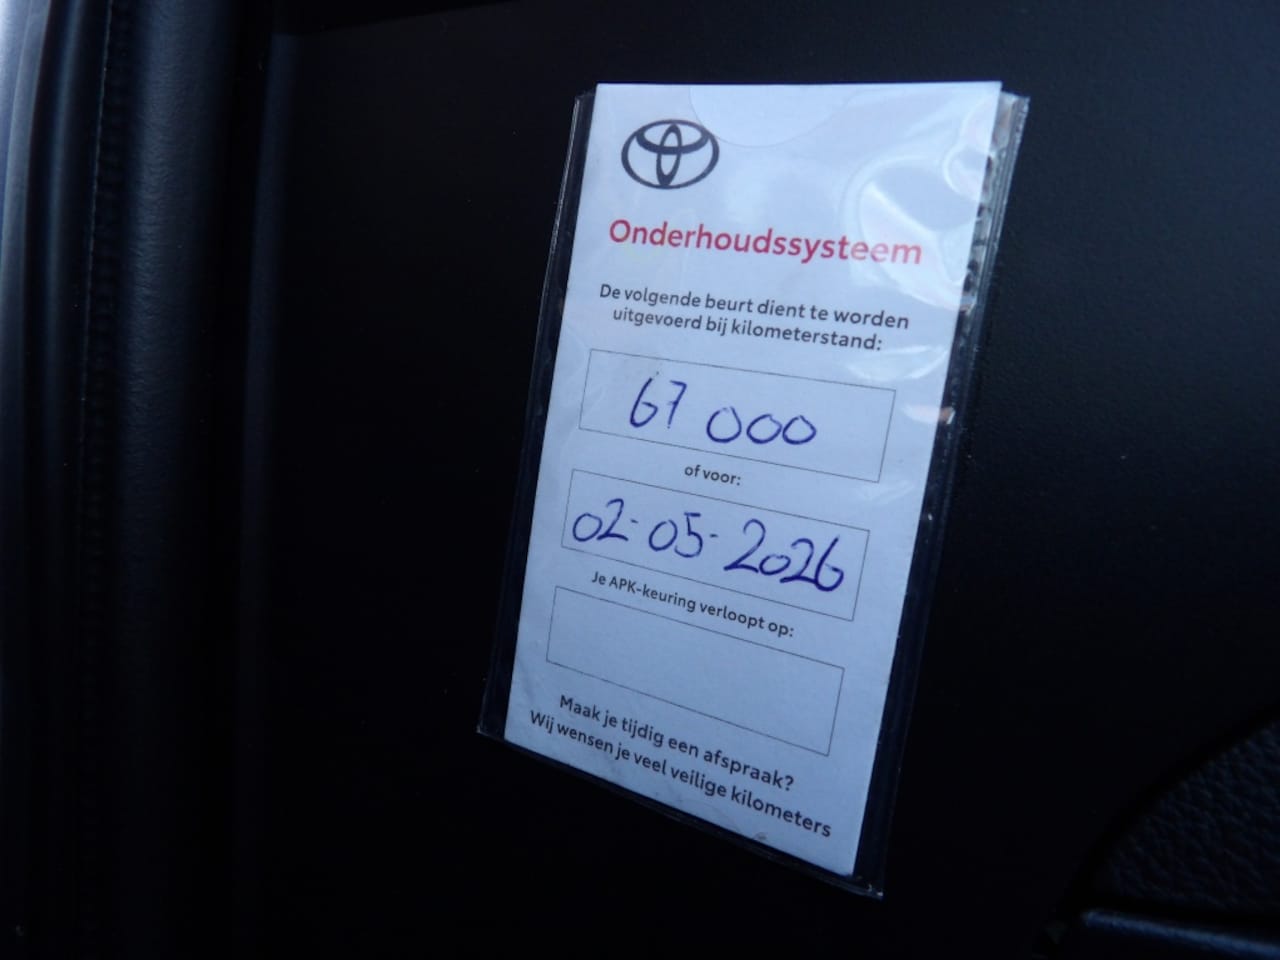 Onderhoudssysteem
De volgende beurt dient te worden
uitgevoerd bij kilometerstand:
67 000
of voor:
02-05-2026
Je APK-keuring verloopt op:
Maak je tijdig een afspraak?
Wij wensen je veel veilige kilometers